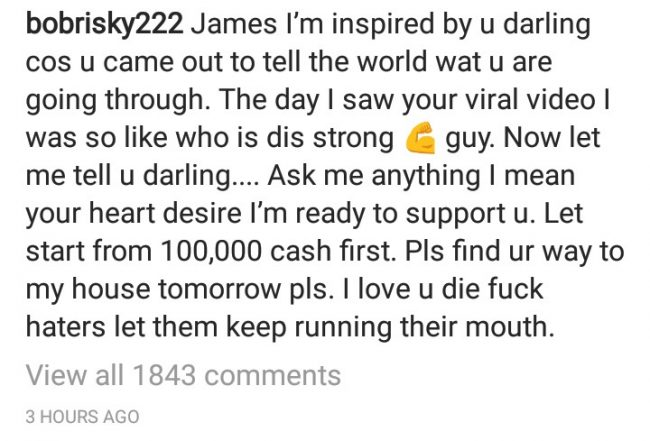 bobrisky222 James I’m inspired by u darling
cos u came out to tell the world wat u are
going through. The day I saw your viral video I
was so like who is dis strong 💪 guy. Now let
me tell u darling.... Ask me anything I mean
your heart desire I’m ready to support u. Let
start from 100,000 cash first. Pls find ur way to
my house tomorrow pls. I love u die fuck
haters let them keep running their mouth.
View all 1843 comments
3 HOURS AGO